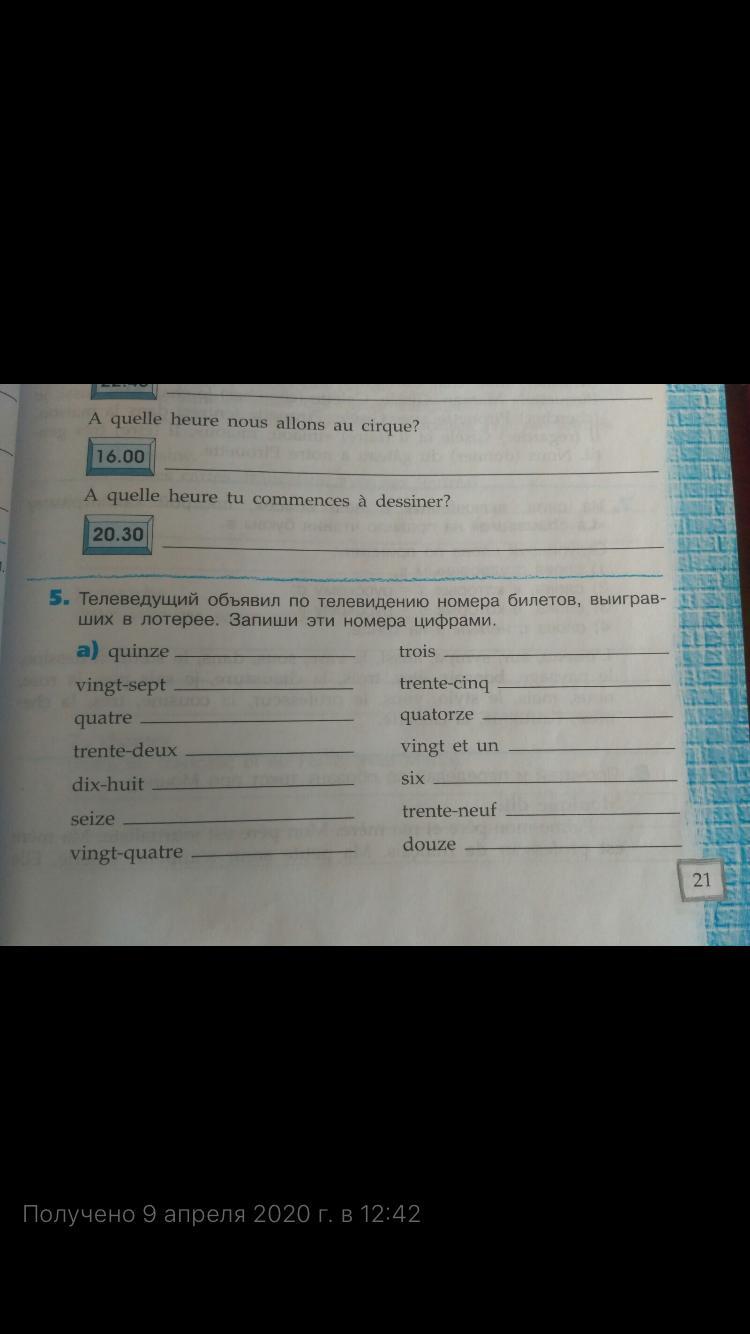 A quelle heure nous allons au cirque?
16.00
A quelle heure tu commences à dessiner?
20.30
5. Телеведущий объявил по телевидению номера билетов, выиграв-
ших в лотерее. Запиши эти номера цифрами.
а) quinze
trois
vingt-sept
trente-cinq
quatre
quatorze
trente-deux
vingt et un
dix-huit
six
seize
trente-neuf
vingt-quatre
douze
21
Получено 9 апреля 2020 г. в 12:42